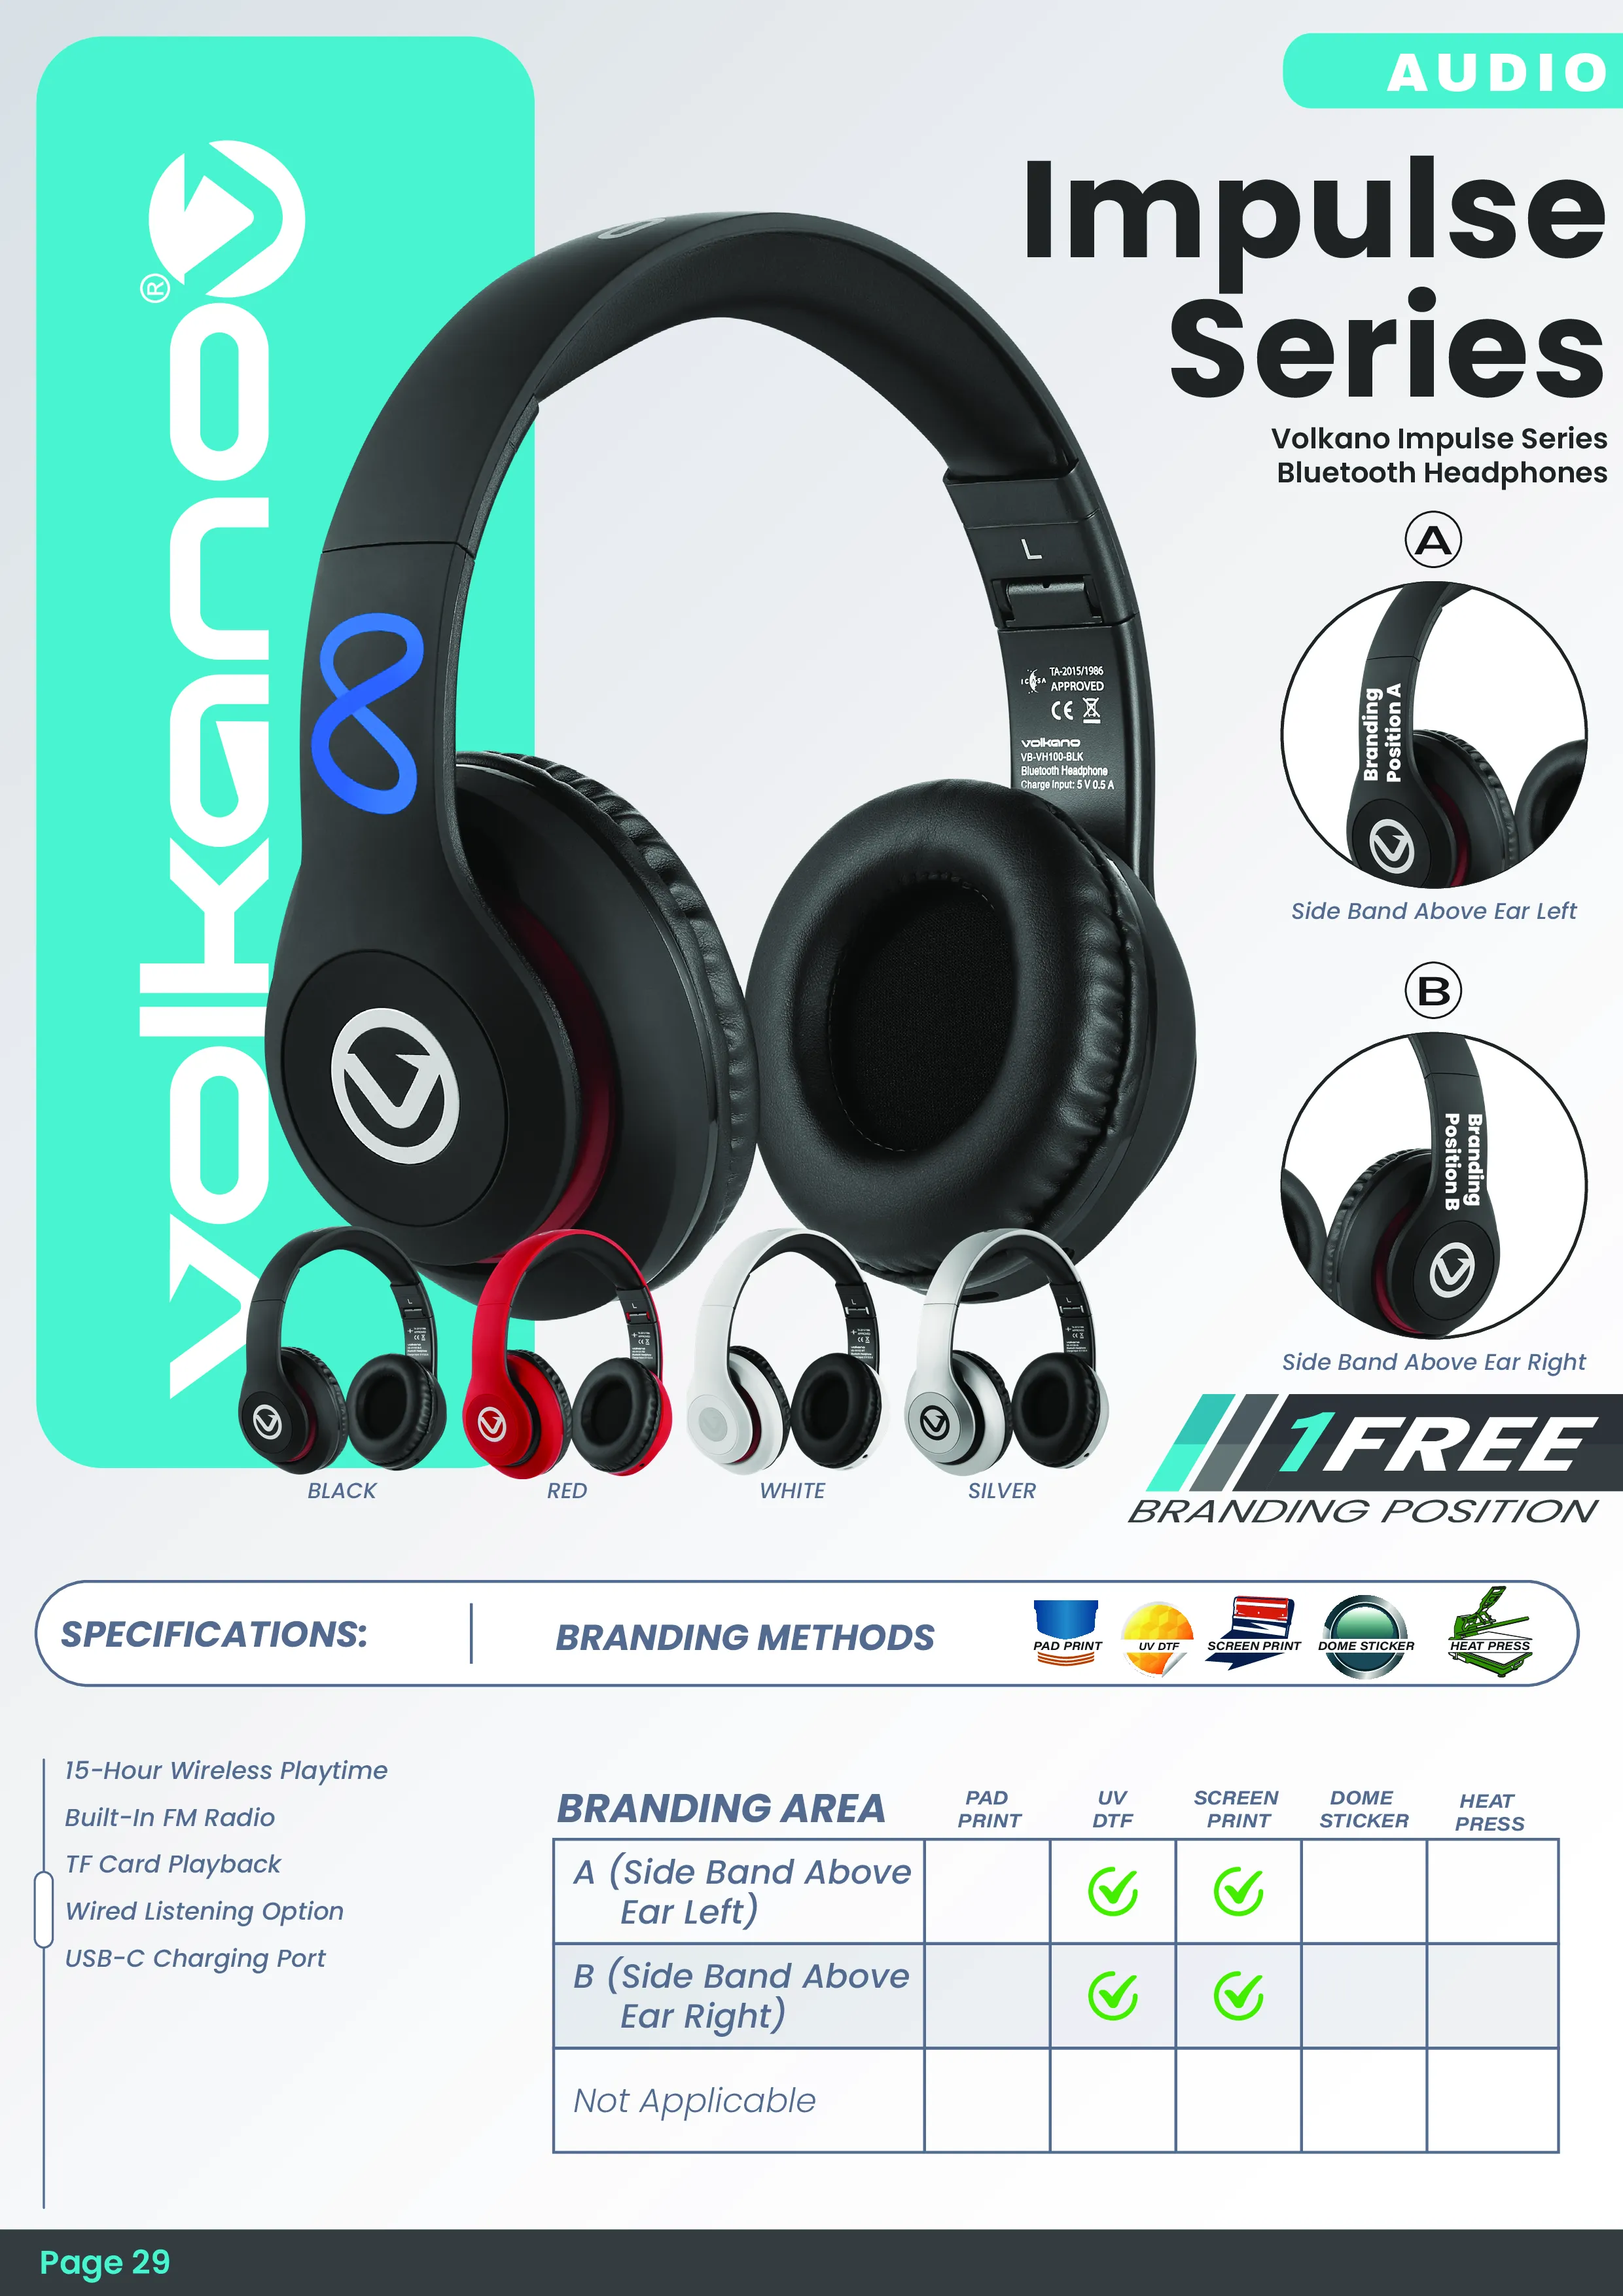 AUDIO
volkano®
Impulse
Series
Volkano Impulse Series
Bluetooth Headphones
A
Branding
Position A
Side Band Above Ear Left
B
Branding
Position B
Side Band Above Ear Right
L
ICASA
TA-2015/1986
APPROVED
CE
volkano
VB-VH100-BLK
Bluetooth Headphone
Charge Input: 5 V 0.5 A
BLACK
RED
WHITE
SILVER
1 FREE
BRANDING POSITION
SPECIFICATIONS:
BRANDING METHODS
PAD PRINT
UV DTF
SCREEN PRINT
DOME STICKER
HEAT PRESS
15-Hour Wireless Playtime
Built-In FM Radio
TF Card Playback
Wired Listening Option
USB-C Charging Port
BRANDING AREA
PAD
PRINT
UV
DTF
SCREEN
PRINT
DOME
STICKER
HEAT
PRESS
A (Side Band Above
Ear Left)
B (Side Band Above
Ear Right)
Not Applicable
Page 29